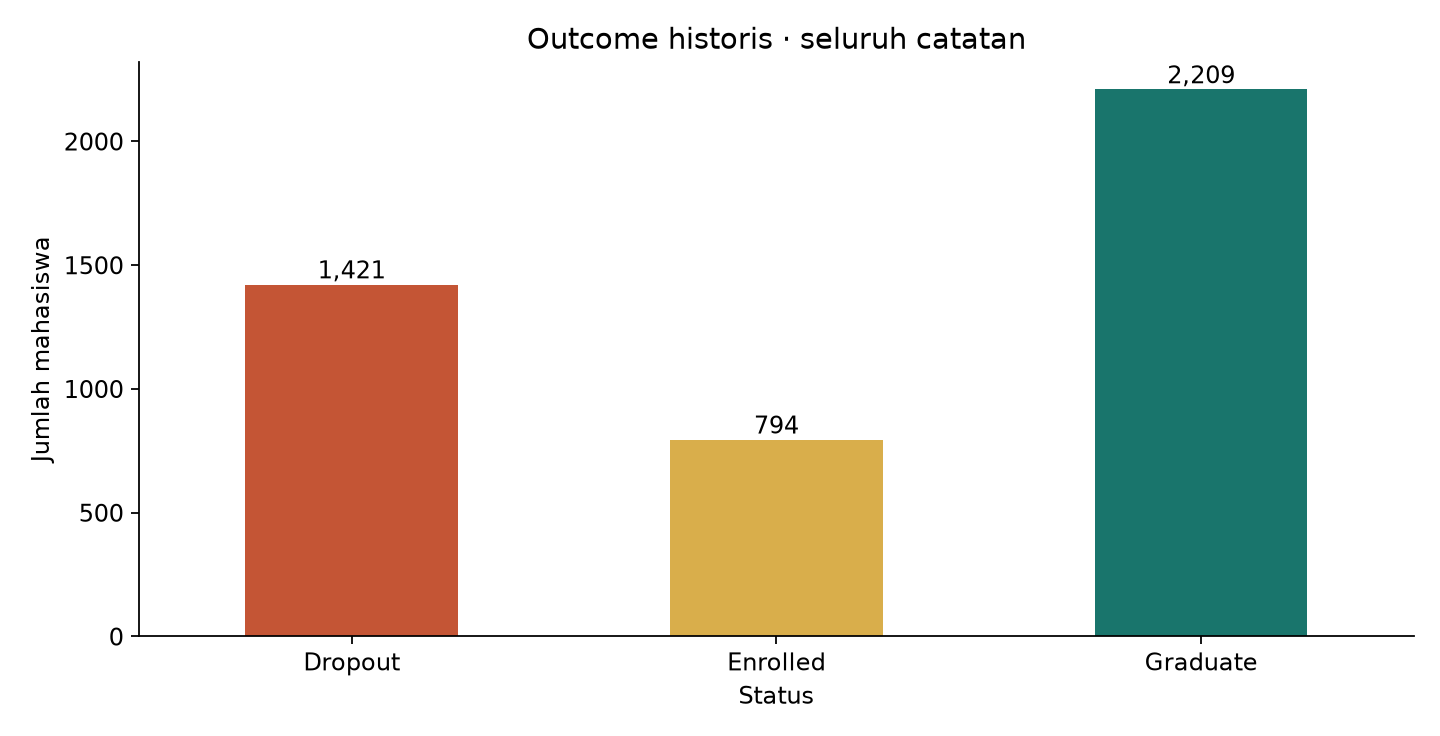 Outcome historis · seluruh catatan
Jumlah mahasiswa
2000
1500
1000
500
0
1,421
794
2,209
Dropout
Enrolled
Graduate
Status